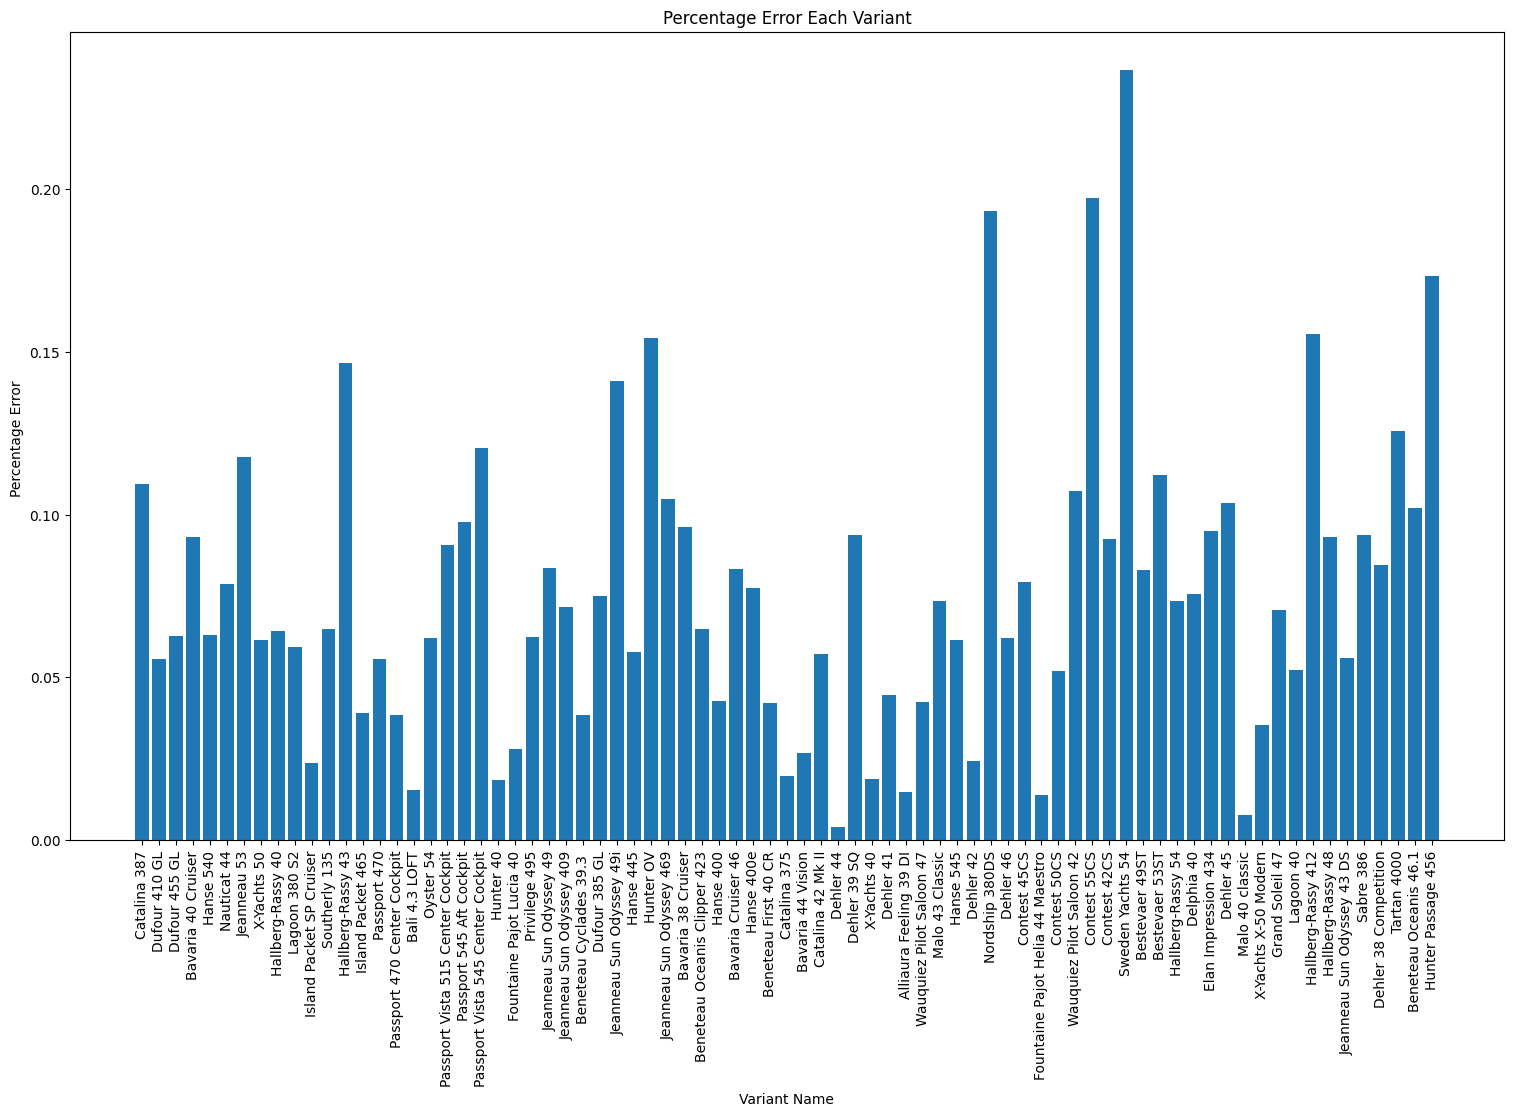 Percentage Error Each Variant
Percentage Error
0.20
0.15
0.10
0.05
0.00
Catalina 387
Dufour 410 GL
Dufour 455 GL
Bavaria 40 Cruiser
Hanse 540
Nauticat 44
Jeanneau 53
X-Yachts 50
Hallberg-Rassy 40
Lagoon 380 S2
Island Packet SP Cruiser
Southerly 135
Hallberg-Rassy 43
Island Packet 465
Passport 470
Passport 470 Center Cockpit
Bali 4.3 LOFT
Oyster 54
Passport Vista 515 Center Cockpit
Passport 545 Aft Cockpit
Passport Vista 545 Center Cockpit
Hunter 40
Fountaine Pajot Lucia 40
Privilege 495
Jeanneau Sun Odyssey 49
Jeanneau Sun Odyssey 409
Beneteau Cyclades 39.3
Dufour 385 GL
Jeanneau Sun Odyssey 49i
Hanse 445
Hunter OV
Jeanneau Sun Odyssey 469
Bavaria 38 Cruiser
Beneteau Oceanis Clipper 423
Hanse 400
Bavaria Cruiser 46
Hanse 400e
Beneteau First 40 CR
Catalina 375
Bavaria 44 Vision
Catalina 42 Mk II
Dehler 44
Dehler 39 SQ
X-Yachts 40
Dehler 41
Alliaura Feeling 39 DI
Wauquiez Pilot Saloon 47
Malo 43 Classic
Hanse 545
Dehler 42
Nordship 380DS
Dehler 46
Contest 45CS
Fountaine Pajot Helia 44 Maestro
Contest 50CS
Wauquiez Pilot Saloon 42
Contest 55CS
Contest 42CS
Sweden Yachts 54
Bestevaer 49ST
Bestevaer 53ST
Hallberg-Rassy 54
Delphia 40
Elan Impression 434
Dehler 45
Malo 40 classic
X-Yachts X-50 Modern
Grand Soleil 47
Lagoon 40
Hallberg-Rassy 412
Hallberg-Rassy 48
Jeanneau Sun Odyssey 43 DS
Sabre 386
Dehler 38 Competition
Tartan 4000
Beneteau Oceanis 46.1
Hunter Passage 456
Variant Name